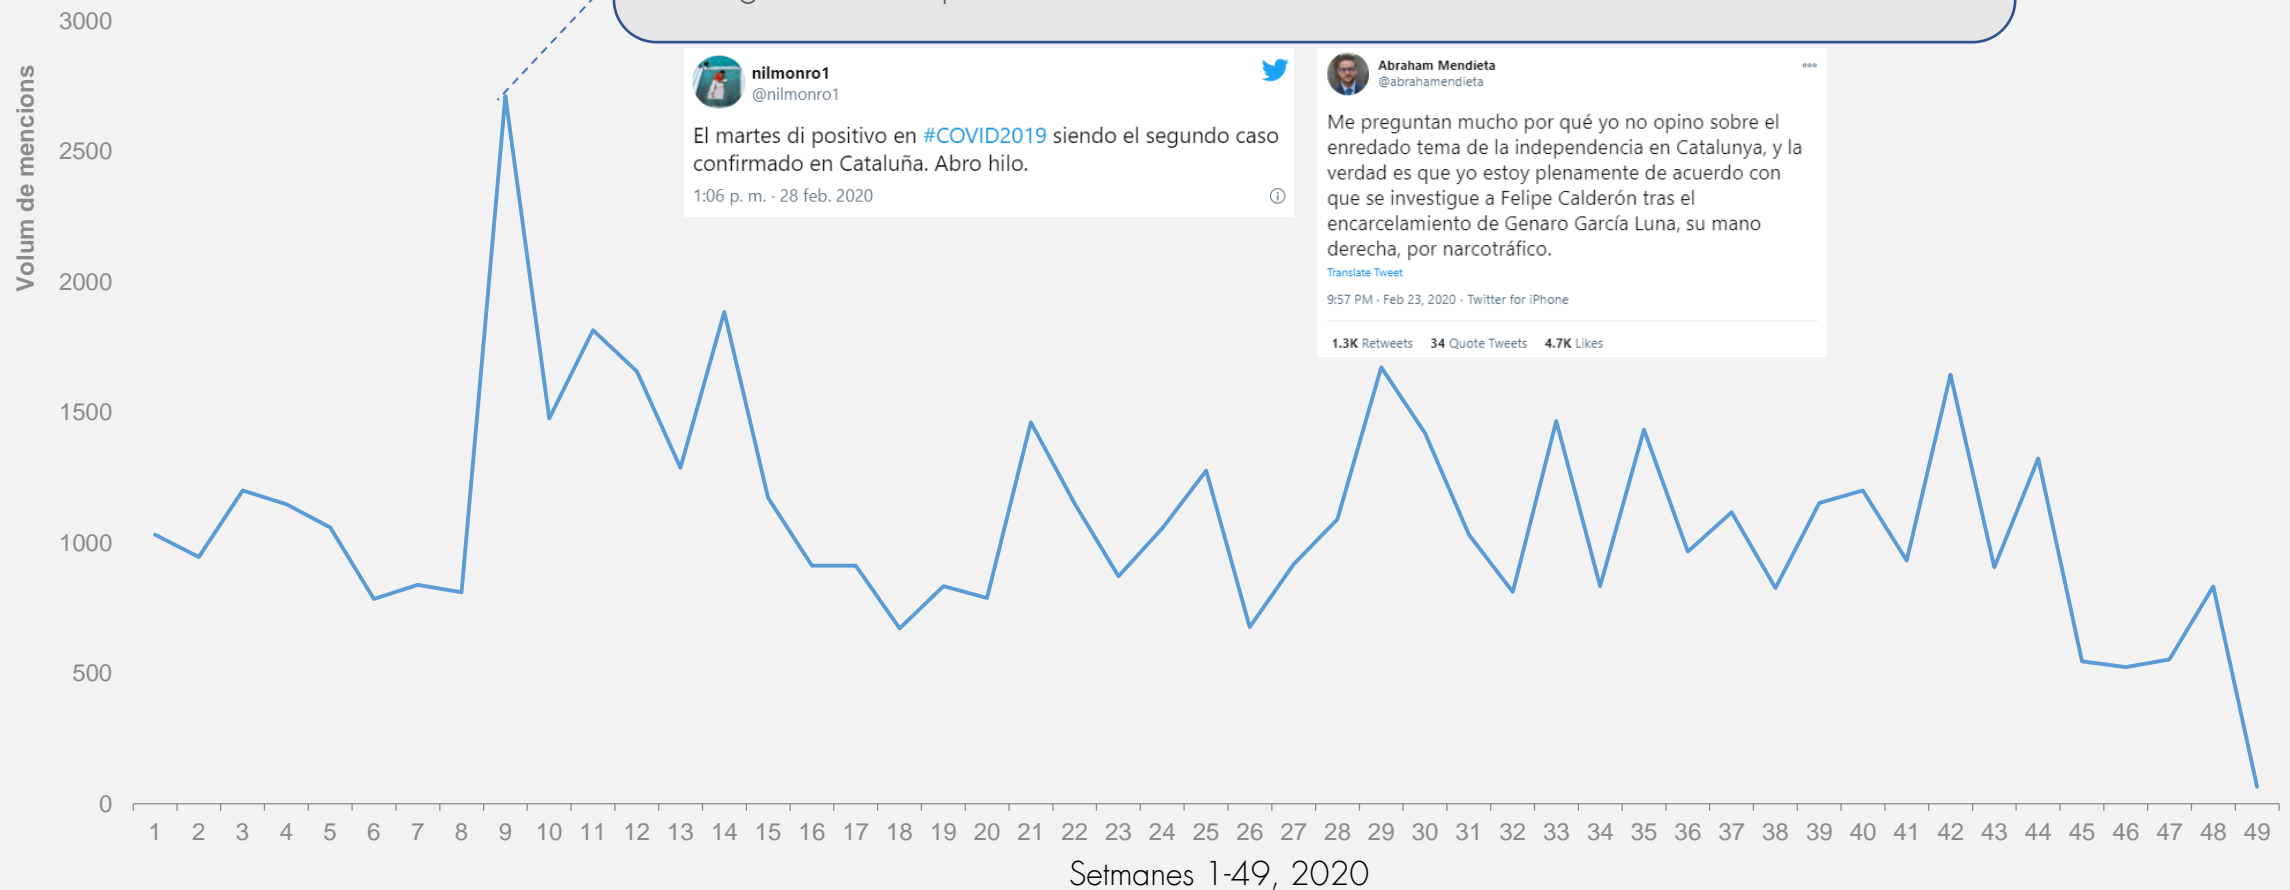 3000
2500
2000
1500
1000
500
0
Volum de mencions
nilmonro1
@nilmonro1
El martes di positivo en #COVID2019 siendo el segundo caso
confirmado en Cataluña. Abro hilo.
1:06 p. m. · 28 feb. 2020
Abraham Mendieta
@abrahamendieta
Me preguntan mucho por qué yo no opino sobre el
enredado tema de la independencia en Catalunya, y la
verdad es que yo estoy plenamente de acuerdo con
que se investigue a Felipe Calderón tras el
encarcelamiento de Genaro García Luna, su mano
derecha, por narcotráfico.
Translate Tweet
9:57 PM · Feb 23, 2020 · Twitter for iPhone
1.3K Retweets 34 Quote Tweets 4.7K Likes
1 2 3 4 5 6 7 8 9 10 11 12 13 14 15 16 17 18 19 20 21 22 23 24 25 26 27 28 29 30 31 32 33 34 35 36 37 38 39 40 41 42 43 44 45 46 47 48 49
Setmanes 1-49, 2020